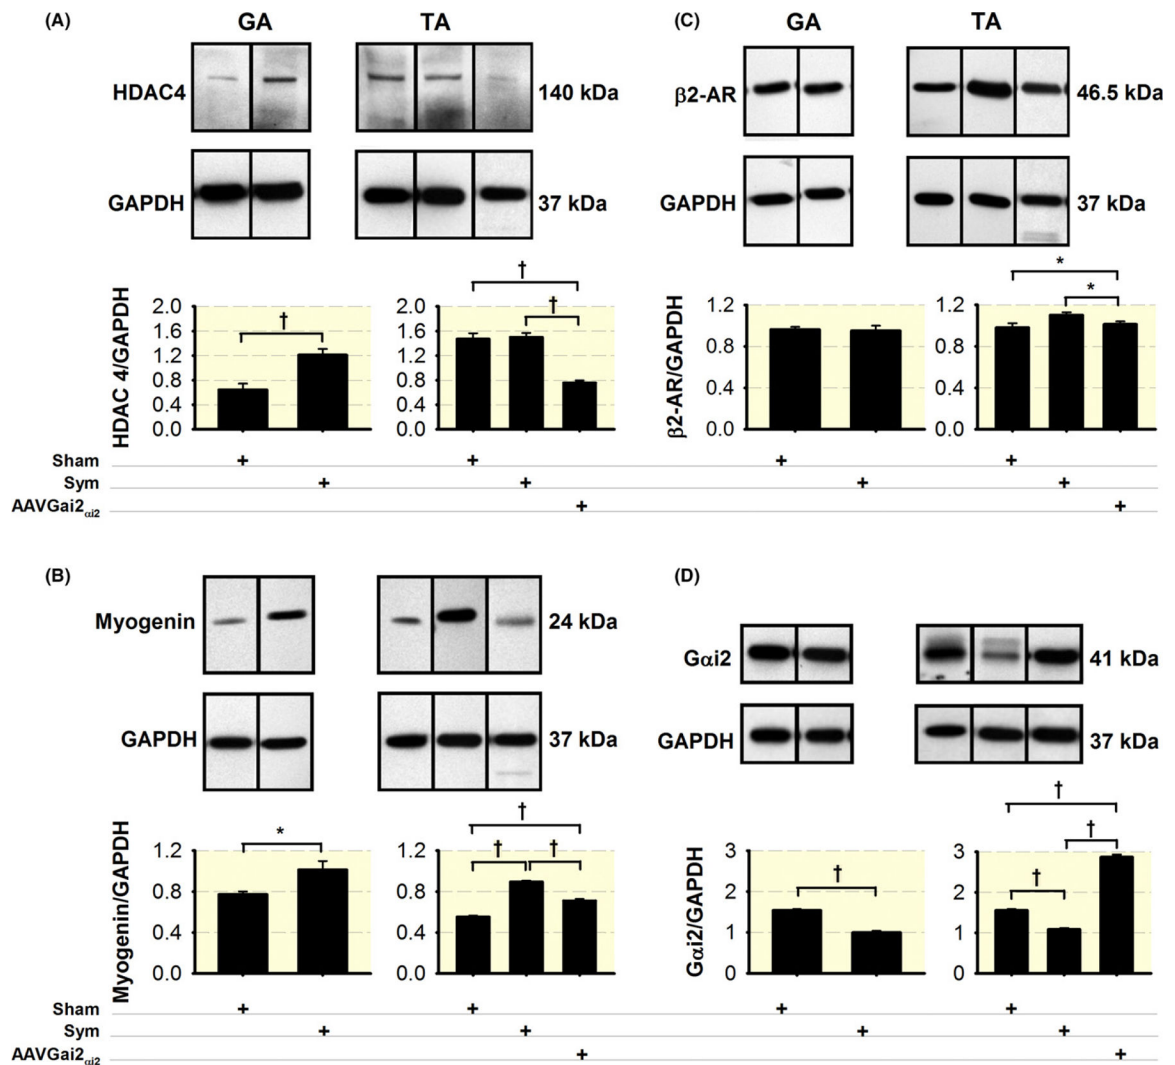 (A)
GA
TA
HDAC4
140 kDa
GAPDH
37 kDa
†
†
†
HDAC 4/GAPDH
2.0
1.6
1.2
0.8
0.4
0.0
2.0
1.6
1.2
0.8
0.4
0.0
(C)
GA
TA
β2-AR
46.5 kDa
GAPDH
37 kDa
*
*
β2-AR/GAPDH
1.2
0.8
0.4
0.0
1.2
0.8
0.4
0.0
Sham + + + +
Sym + + + +
AAVGai2αi2 + +
(B)
Myogenin
24 kDa
GAPDH
37 kDa
*
†
† †
Myogenin/GAPDH
1.2
0.8
0.4
0.0
1.2
0.8
0.4
0.0
(D)
Gαi2
41 kDa
GAPDH
37 kDa
†
†
†
†
Gαi2/GAPDH
3
2
1
0
3
2
1
0
Sham + + + +
Sym + + + +
AAVGai2αi2 + +